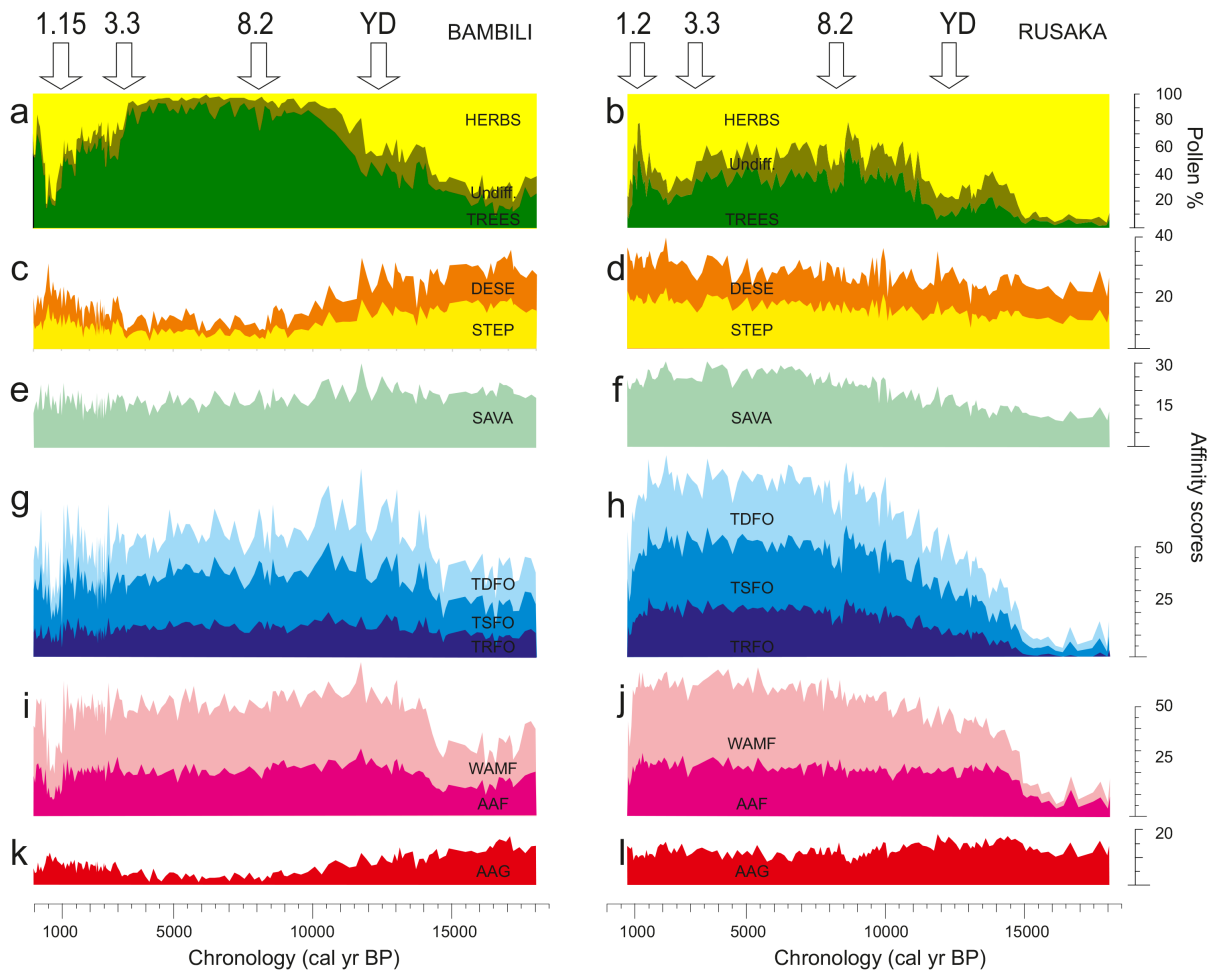 1.15 3.3 8.2 YD BAMBILI
1.2 3.3 8.2 YD RUSAKA
a
HERBS
Undiff.
TREES
b
HERBS
Undiff.
TREES
100
80
60
40
20
Pollen %
c
DESE
STEP
d
DESE
STEP
40
20
e
SAVA
f
SAVA
30
15
Affinity scores
g
TDFO
TSFO
TRFO
h
TDFO
TSFO
TRFO
50
25
i
WAMF
AAF
j
WAMF
AAF
50
25
k
AAG
l
AAG
20
1000 5000 10000 15000
Chronology (cal yr BP)
1000 5000 10000 15000
Chronology (cal yr BP)